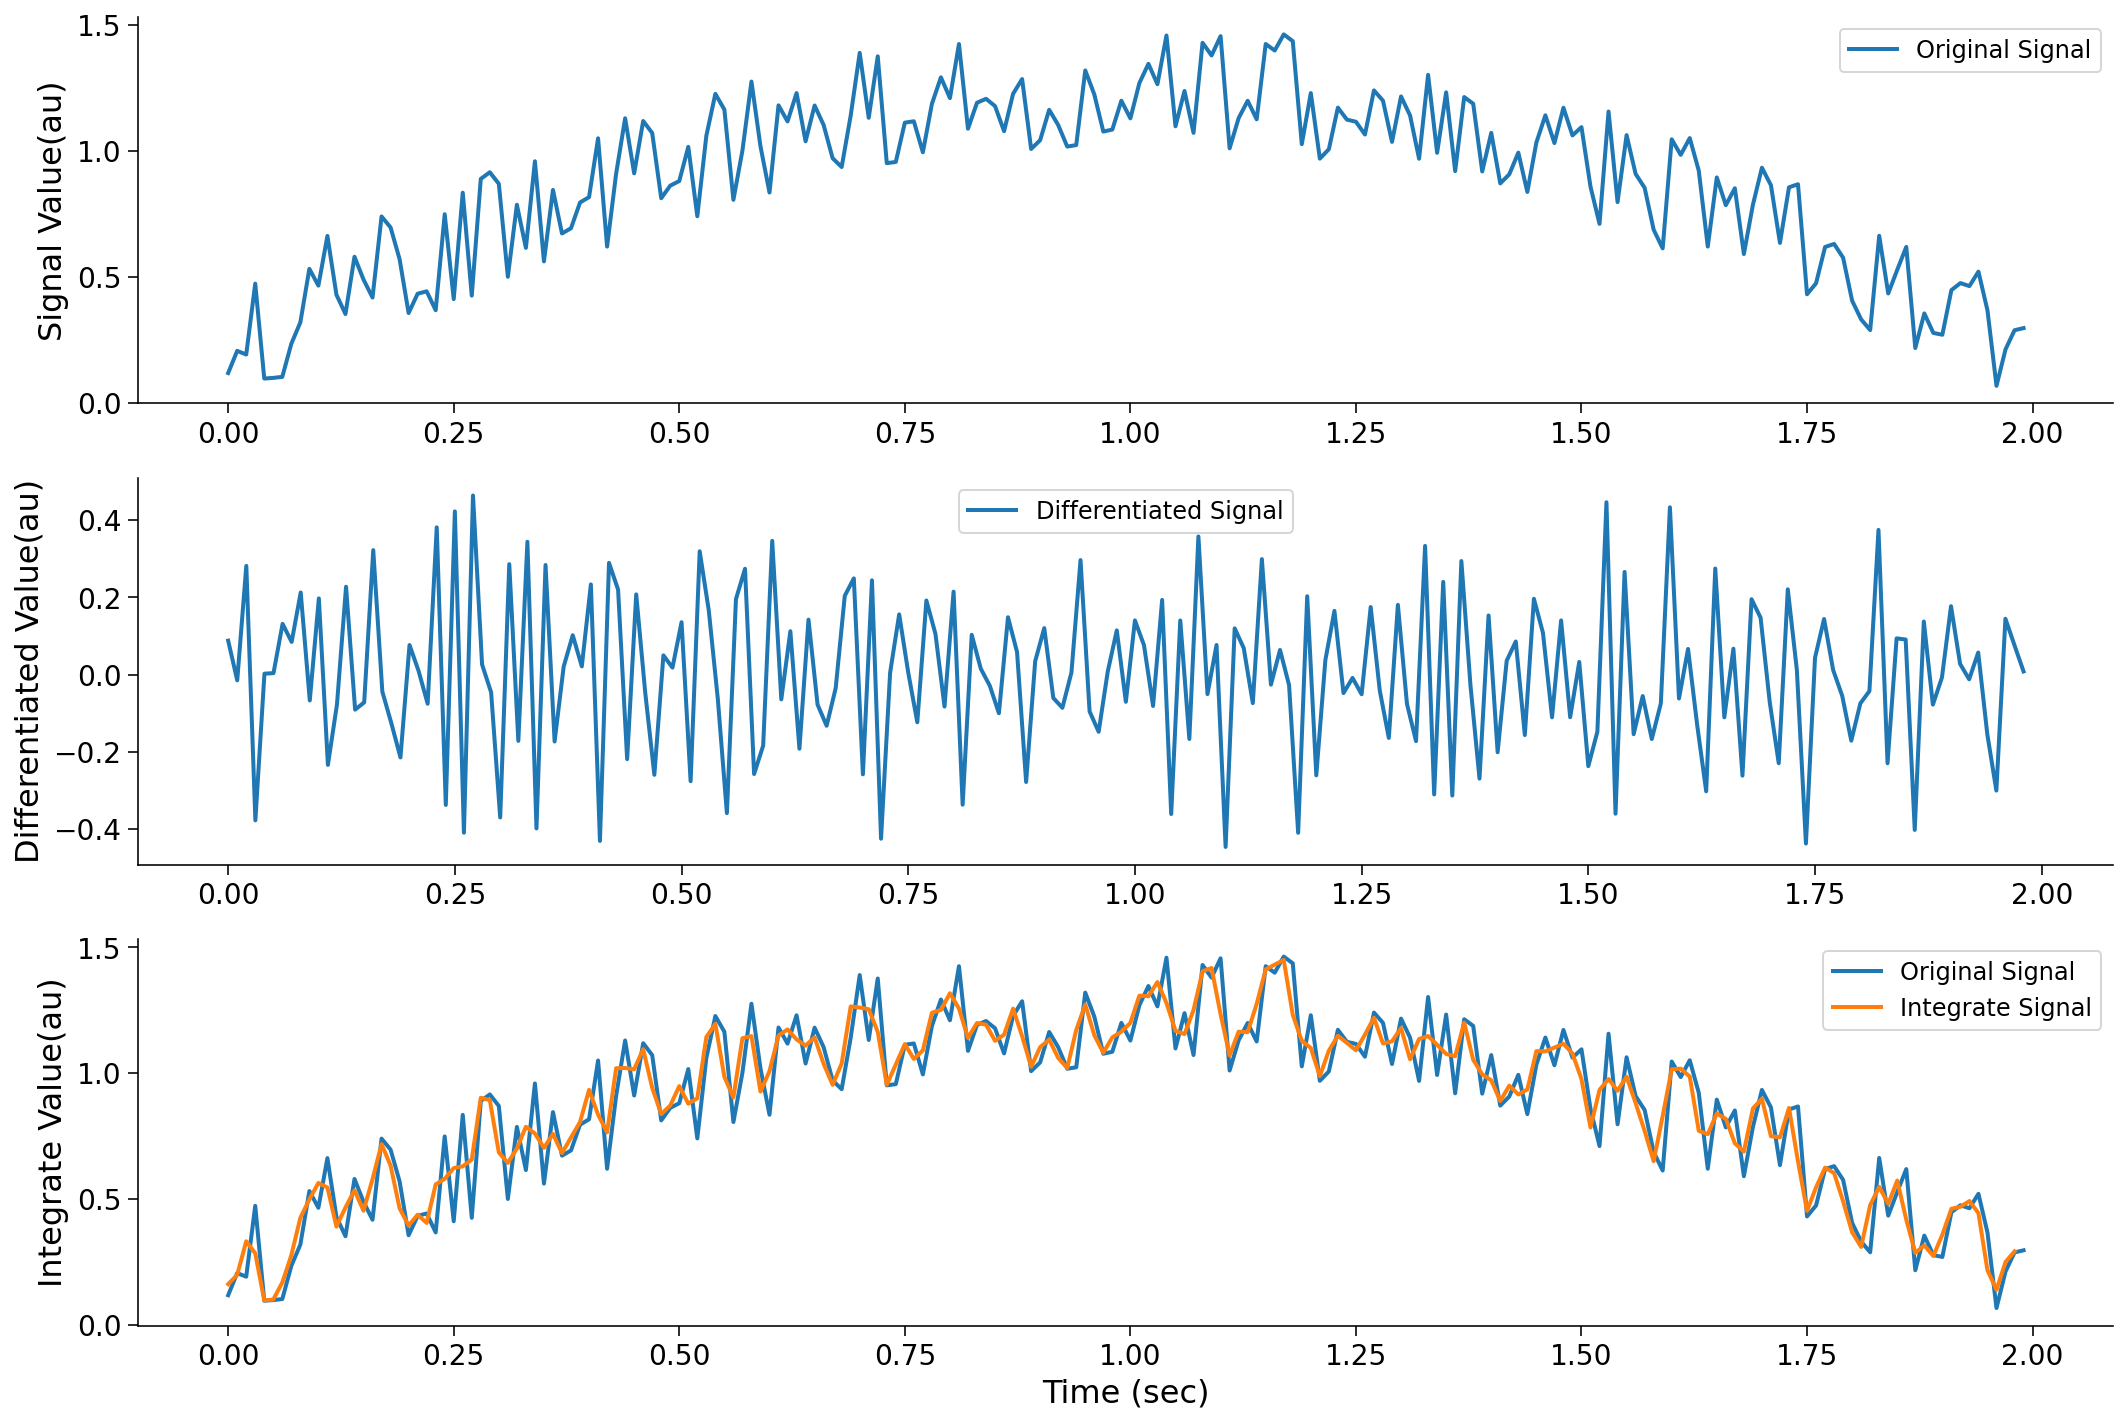 Signal Value(au)
1.5
1.0
0.5
0.0
Original Signal
0.00 0.25 0.50 0.75 1.00 1.25 1.50 1.75 2.00
Differentiated Value(au)
0.4
0.2
0.0
−0.2
−0.4
Differentiated Signal
0.00 0.25 0.50 0.75 1.00 1.25 1.50 1.75 2.00
Integrate Value(au)
1.5
1.0
0.5
0.0
Original Signal
Integrate Signal
0.00 0.25 0.50 0.75 1.00 1.25 1.50 1.75 2.00
Time (sec)